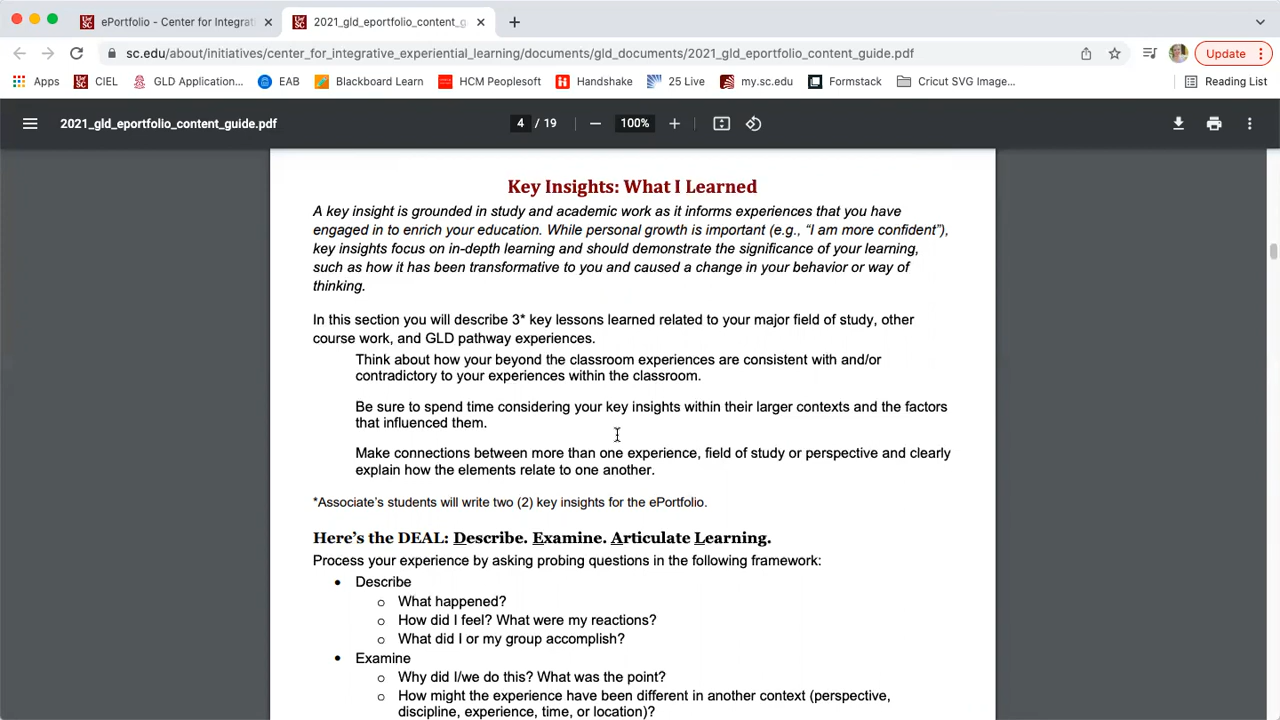 ePortfolio - Center for Integrati
2021_gld_eportfolio_content_g
sc.edu/about/initiatives/center_for_integrative_experiential_learning/documents/gld_documents/2021_gld_eportfolio_content_guide.pdf
Update
Apps
CIEL
GLD Application...
EAB
Blackboard Learn
HCM Peoplesoft
Handshake
25 Live
my.sc.edu
Formstack
Cricut SVG Image...
Reading List
2021_gld_eportfolio_content_guide.pdf
4 / 19
100%
Key Insights: What I Learned
A key insight is grounded in study and academic work as it informs experiences that you have
engaged in to enrich your education. While personal growth is important (e.g., “I am more confident”),
key insights focus on in-depth learning and should demonstrate the significance of your learning,
such as how it has been transformative to you and caused a change in your behavior or way of
thinking.
In this section you will describe 3* key lessons learned related to your major field of study, other
course work, and GLD pathway experiences.
Think about how your beyond the classroom experiences are consistent with and/or
contradictory to your experiences within the classroom.
Be sure to spend time considering your key insights within their larger contexts and the factors
that influenced them.
Make connections between more than one experience, field of study or perspective and clearly
explain how the elements relate to one another.
*Associate’s students will write two (2) key insights for the ePortfolio.
Here’s the DEAL: Describe. Examine. Articulate Learning.
Process your experience by asking probing questions in the following framework:
• Describe
o What happened?
o How did I feel? What were my reactions?
o What did I or my group accomplish?
• Examine
o Why did I/we do this? What was the point?
o How might the experience have been different in another context (perspective,
discipline, experience, time, or location)?